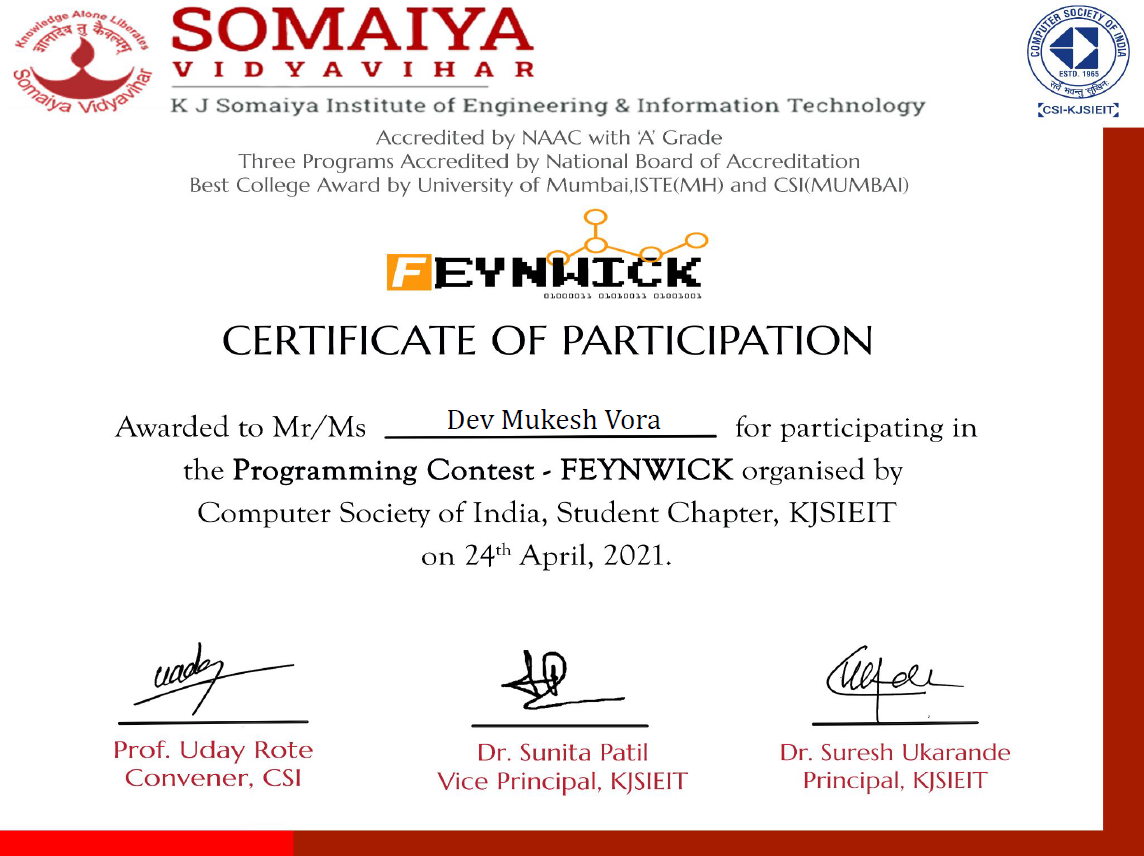 Knowledge Alone Liberates
ज्ञानादेव तु कैवल्यम्
Somaiya Vidyavihar
SOMAIYA
VIDYAVIHAR
K J Somaiya Institute of Engineering & Information Technology
COMPUTER SOCIETY OF INDIA
ESTD. 1965
सर्वे भवन्तु सुखिनः
CSI-KJSIEIT
Accredited by NAAC with ‘A’ Grade
Three Programs Accredited by National Board of Accreditation
Best College Award by University of Mumbai,ISTE(MH) and CSI(MUMBAI)
FEYNWICK
01000011 01010011 01001001
CERTIFICATE OF PARTICIPATION
Awarded to Mr/Ms Dev Mukesh Vora for participating in
the Programming Contest - FEYNWICK organised by
Computer Society of India, Student Chapter, KJSIEIT
on 24th April, 2021.
Prof. Uday Rote
Convener, CSI
Dr. Sunita Patil
Vice Principal, KJSIEIT
Dr. Suresh Ukarande
Principal, KJSIEIT